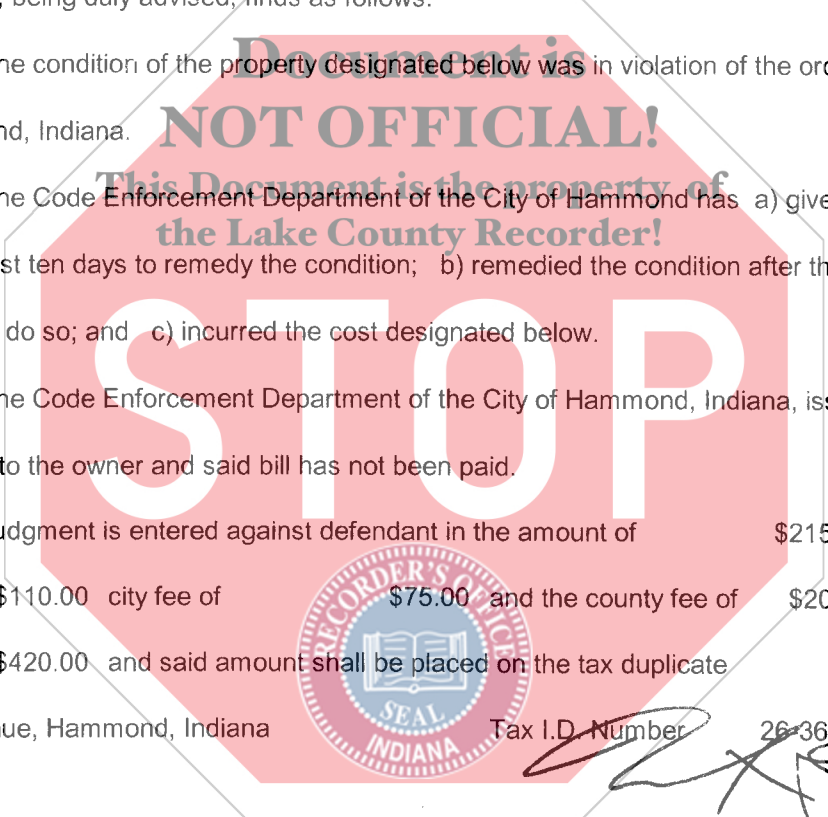 being duly advised, finds as follows:
Document is
ne condition of the property designated below was in violation of the ord
nd, Indiana.
NOT OFFICIAL!
This Document is the property of
ne Code Enforcement Department of the City of Hammond has a) give
the Lake County Recorder!
st ten days to remedy the condition; b) remedied the condition after th
STOP
do so; and c) incurred the cost designated below.
ne Code Enforcement Department of the City of Hammond, Indiana, iss
to the owner and said bill has not been paid.
udgment is entered against defendant in the amount of $215
$110.00 city fee of $75.00 and the county fee of $20
$420.00 and said amount shall be placed on the tax duplicate
ue, Hammond, Indiana Tax I.D. Number 26-36
RECORDER'S OFFICE
SEAL
INDIANA